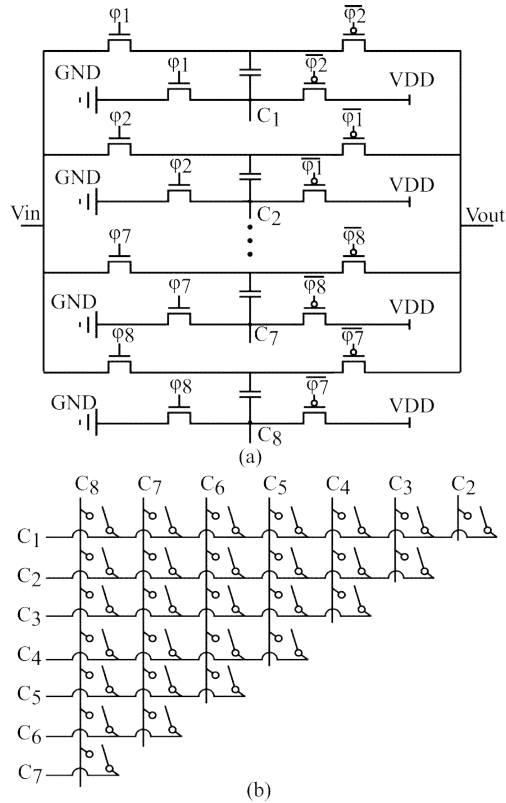 φ1 φ2̅
GND φ1 φ2̅ VDD
C1
φ2 φ1̅
GND φ2 φ1̅ VDD
C2
Vin Vout
φ7 φ8̅
GND φ7 φ8̅ VDD
C7
φ8 φ7̅
GND φ8 φ7̅ VDD
C8
(a)
C8 C7 C6 C5 C4 C3 C2
C1
C2
C3
C4
C5
C6
C7
(b)